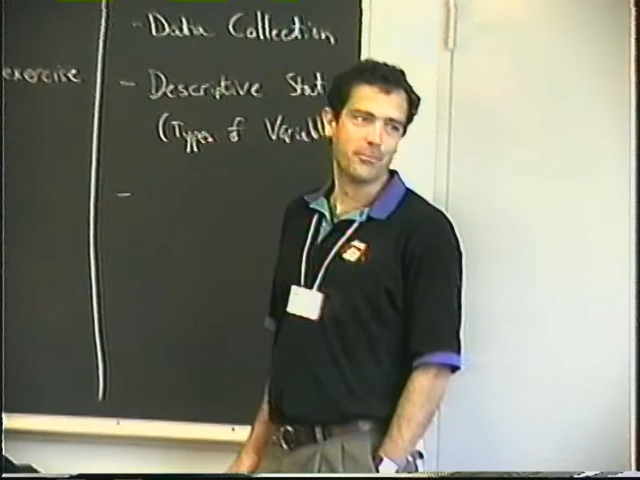 - Data Collection
exercise
- Descriptive Stat
(Types of Variabl
-